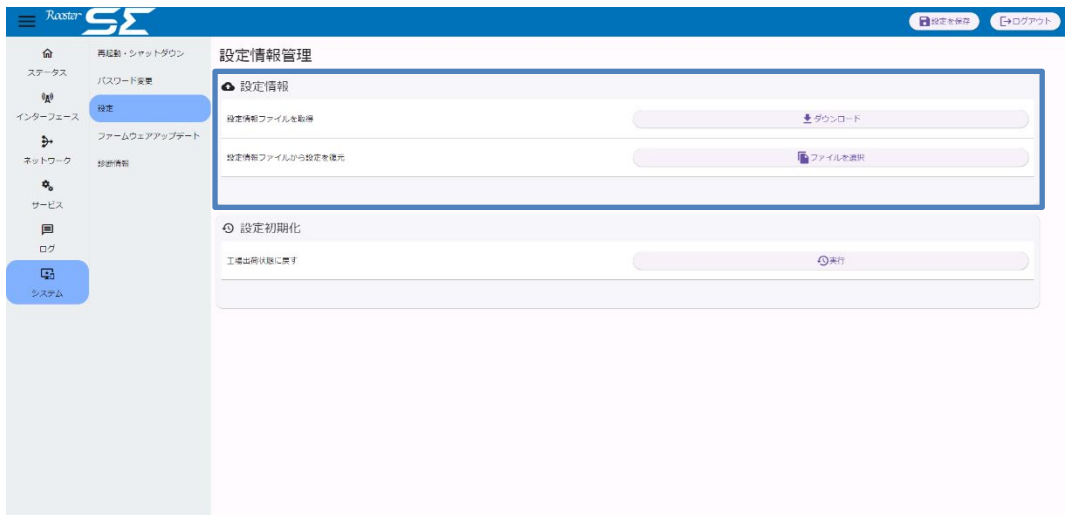 Rooster SE
設定を保存
ログアウト
ステータス
インターフェース
ネットワーク
サービス
ログ
システム
再起動・シャットダウン
パスワード変更
設定
ファームウェアアップデート
診断情報
設定情報管理
設定情報
設定情報ファイルを取得
ダウンロード
設定情報ファイルから設定を復元
ファイルを選択
設定初期化
工場出荷状態に戻す
実行